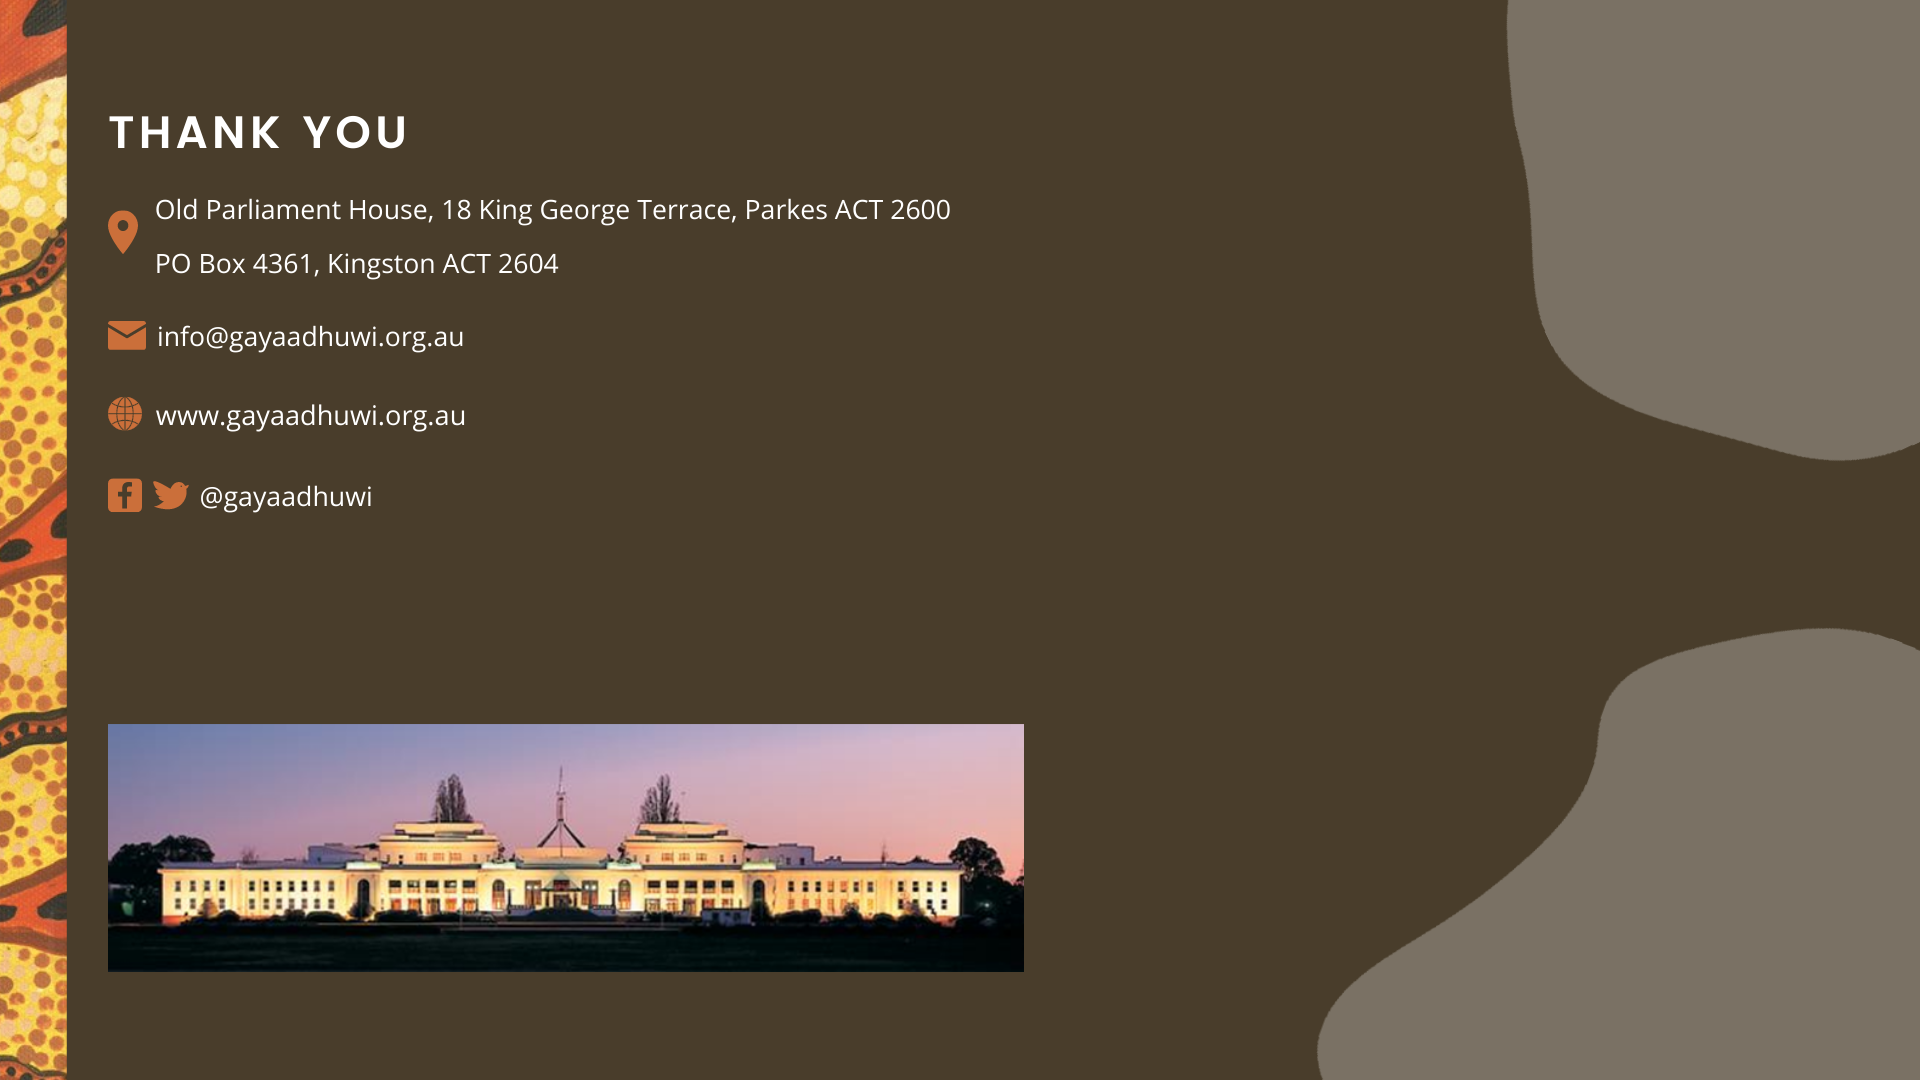 THANK YOU
Old Parliament House, 18 King George Terrace, Parkes ACT 2600
PO Box 4361, Kingston ACT 2604
info@gayaadhuwi.org.au
www.gayaadhuwi.org.au
@gayaadhuwi